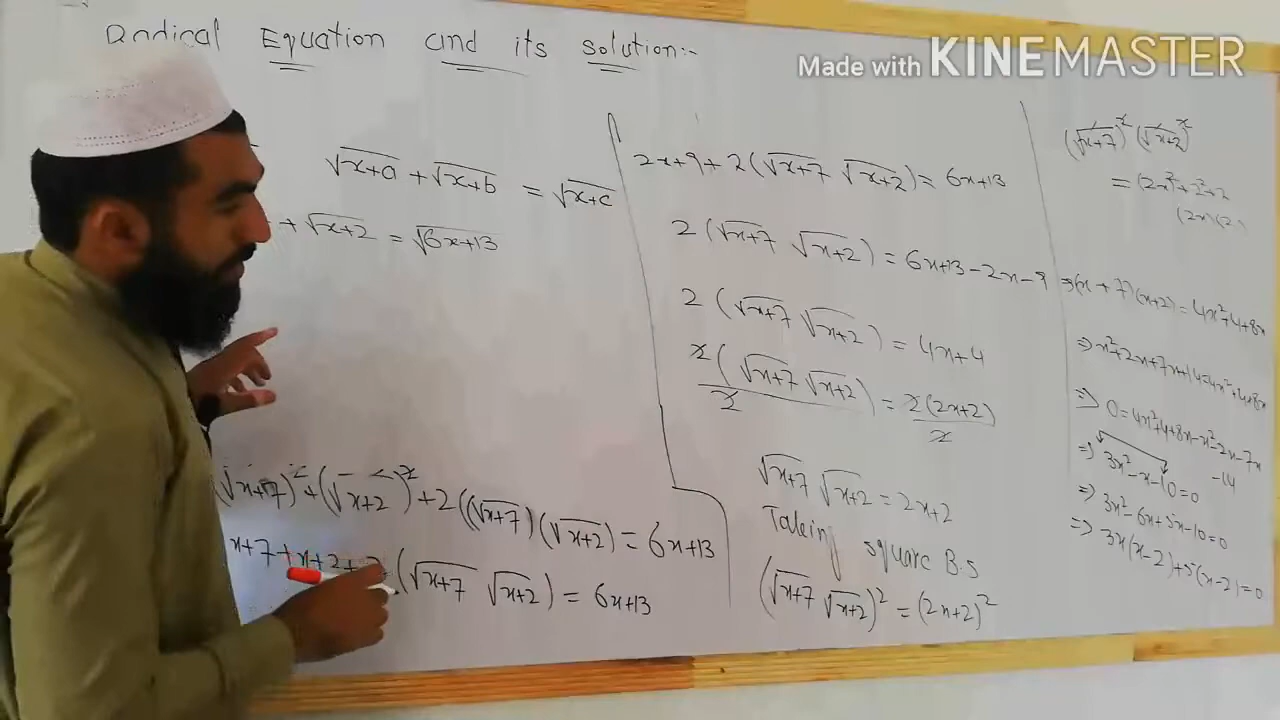 Radical Equation and its solution:-
Made with KINEMASTER
√x+a + √x+b = √x+c
+ √x+2 = √6x+13
(√x+7)² + (√x+2)² + 2((√x+7)(√x+2)) = 6x+13
x+7+x+2+2(√x+7 √x+2) = 6x+13
2x+9+2(√x+7 √x+2) = 6x+13
2(√x+7 √x+2) = 6x+13-2x-9
2(√x+7 √x+2) = 4x+4
2(√x+7 √x+2)/2 = 2(2x+2)/2
√x+7 √x+2 = 2x+2
Taking square B.S
(√x+7 √x+2)² = (2x+2)²
(√x+7)² (√x+2)²
= (2x)²+2²+2
(2x)(2)
⇒ (x+7)(x+2) = 4x²+4+8x
⇒ x²+2x+7x+14=4x²+4+8x
⇒ 0=4x²+4+8x-x²-2x-7x
-14
⇒ 3x²-x-10=0
⇒ 3x²-6x+5x-10=0
⇒ 3x(x-2)+5(x-2)=0